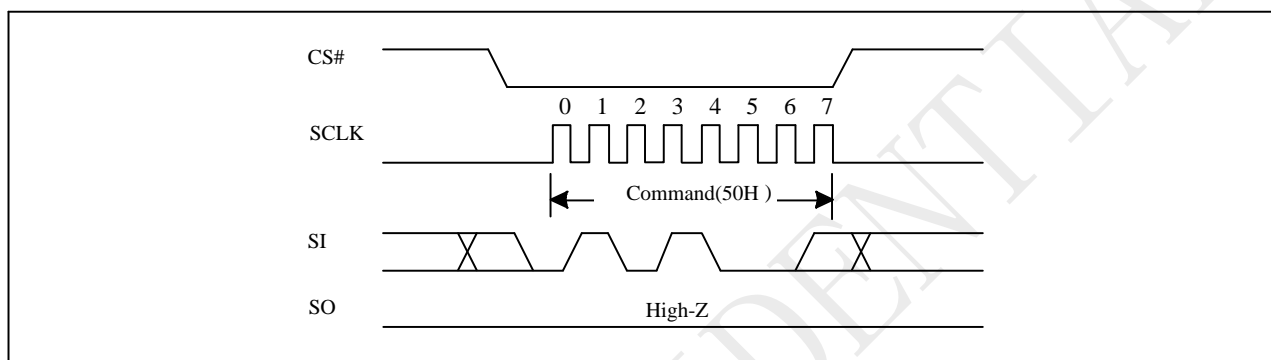 CS#
0 1 2 3 4 5 6 7
SCLK
Command(50H )
SI
SO
High-Z